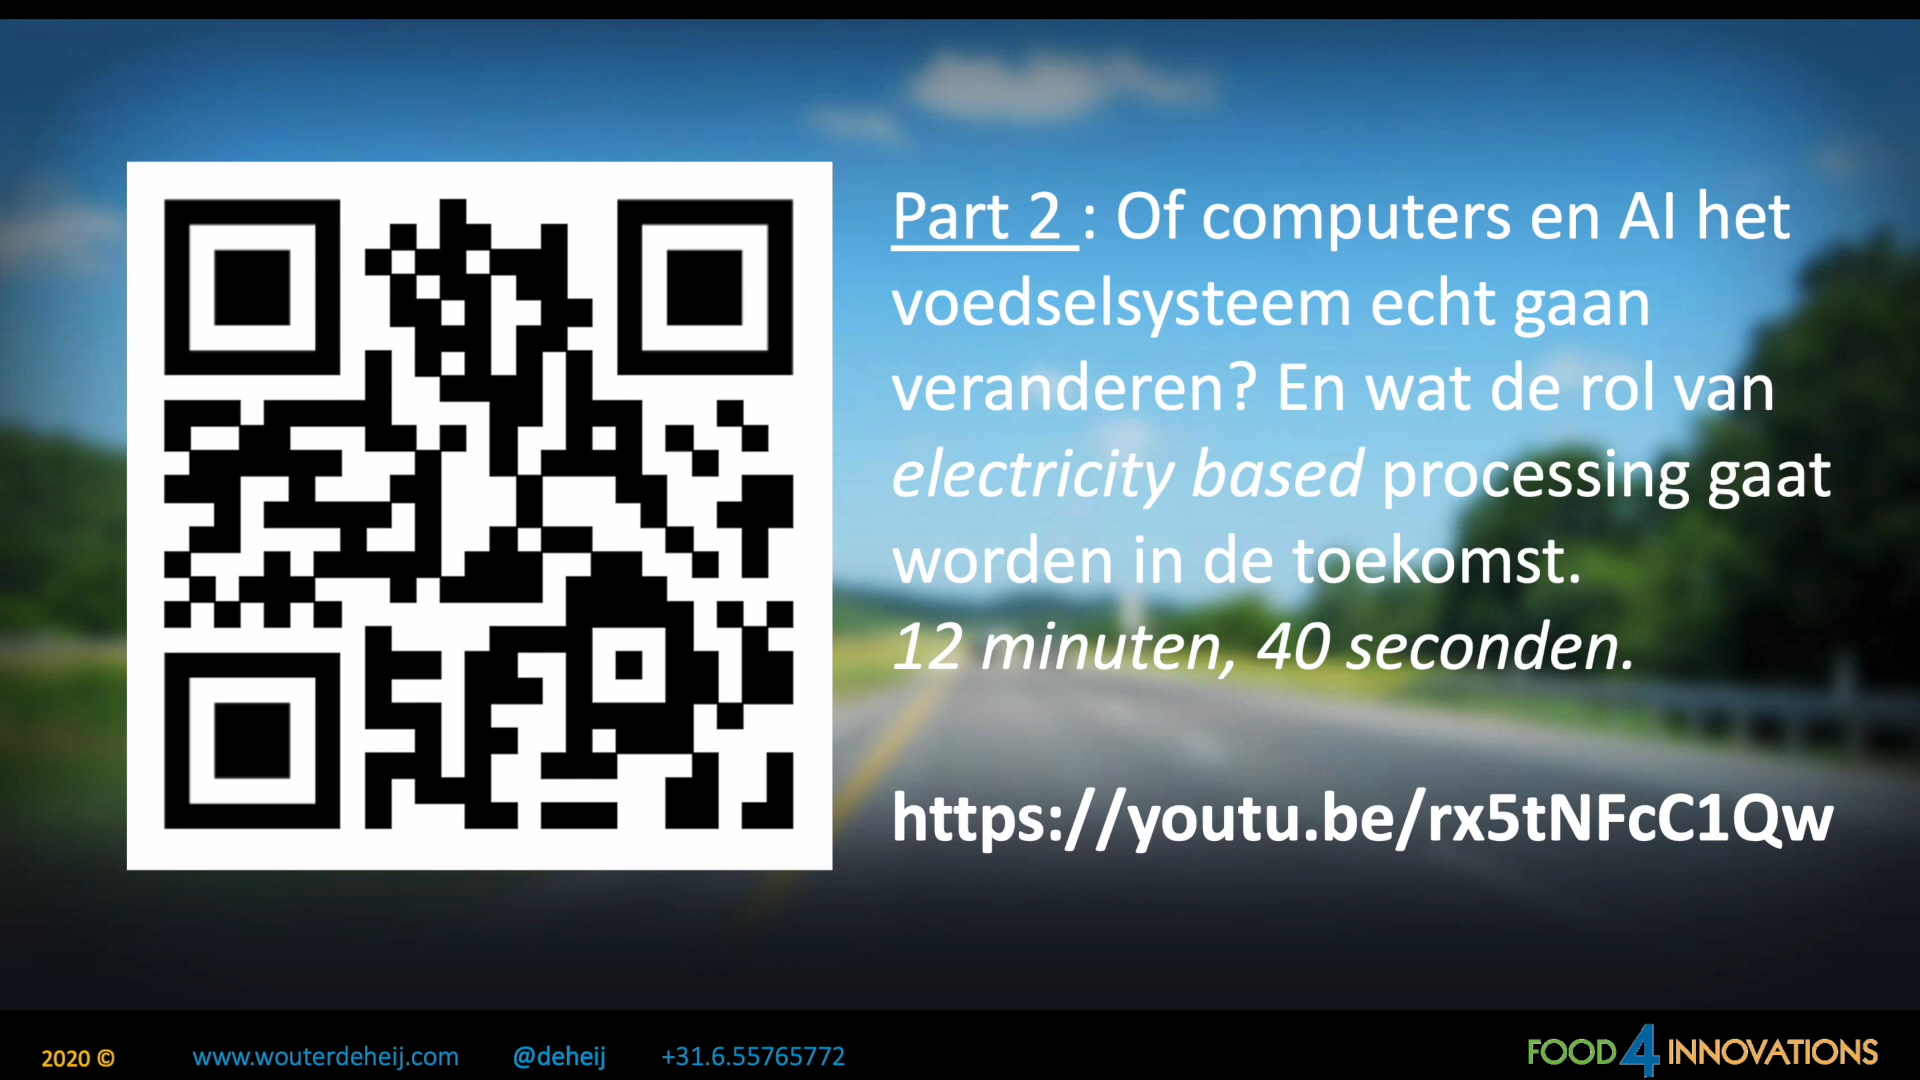 Part 2 : Of computers en AI het
voedselsysteem echt gaan
veranderen? En wat de rol van
electricity based processing gaat
worden in de toekomst.
12 minuten, 40 seconden.
https://youtu.be/rx5tNFcC1Qw
2020 © www.wouterdeheij.com @deheij +31.6.55765772 FOOD4INNOVATIONS